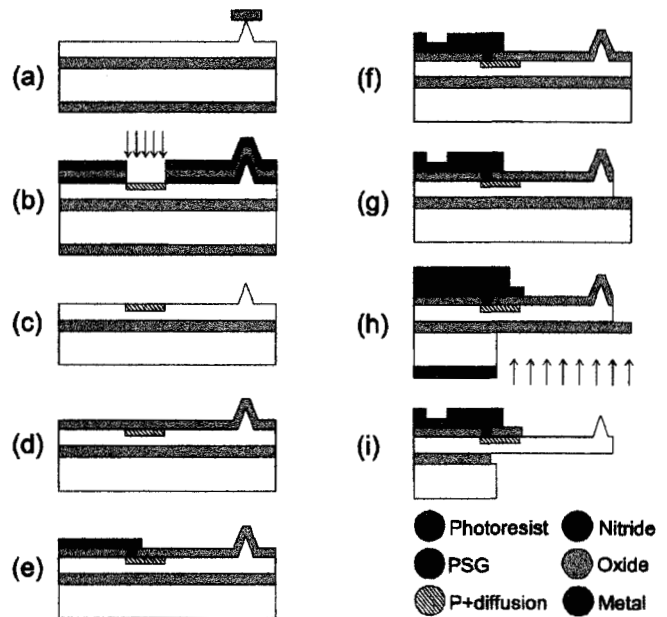 (a)
(b)
(c)
(d)
(e)
(f)
(g)
(h)
(i)
Photoresist
Nitride
PSG
Oxide
P+diffusion
Metal